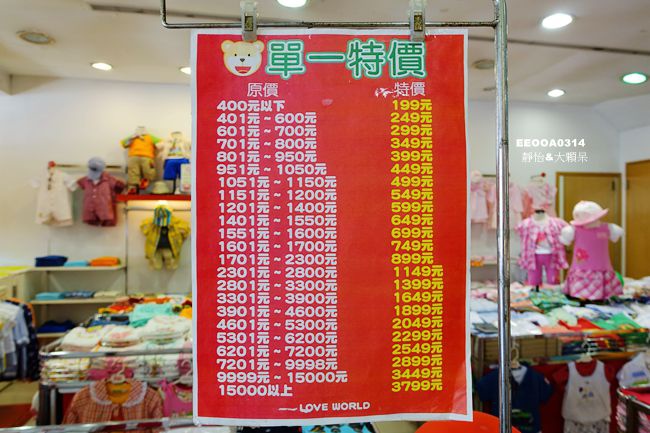 單一特價
原價 特價
400元以下 199元
401元 ~ 600元 249元
601元 ~ 700元 299元
701元 ~ 800元 349元
801元 ~ 950元 399元
951元 ~ 1050元 449元
1051元 ~ 1150元 499元
1151元 ~ 1200元 549元
1201元 ~ 1400元 599元
1401元 ~ 1550元 649元
1551元 ~ 1600元 699元
1601元 ~ 1700元 749元
1701元 ~ 2300元 899元
2301元 ~ 2800元 1149元
2801元 ~ 3300元 1399元
3301元 ~ 3900元 1649元
3901元 ~ 4600元 1899元
4601元 ~ 5300元 2049元
5301元 ~ 6200元 2299元
6201元 ~ 7200元 2549元
7201元 ~ 9998元 2899元
9999元 ~ 15000元 3449元
15000以上 3799元
LOVE WORLD
EEOOA0314
靜怡&大顆呆